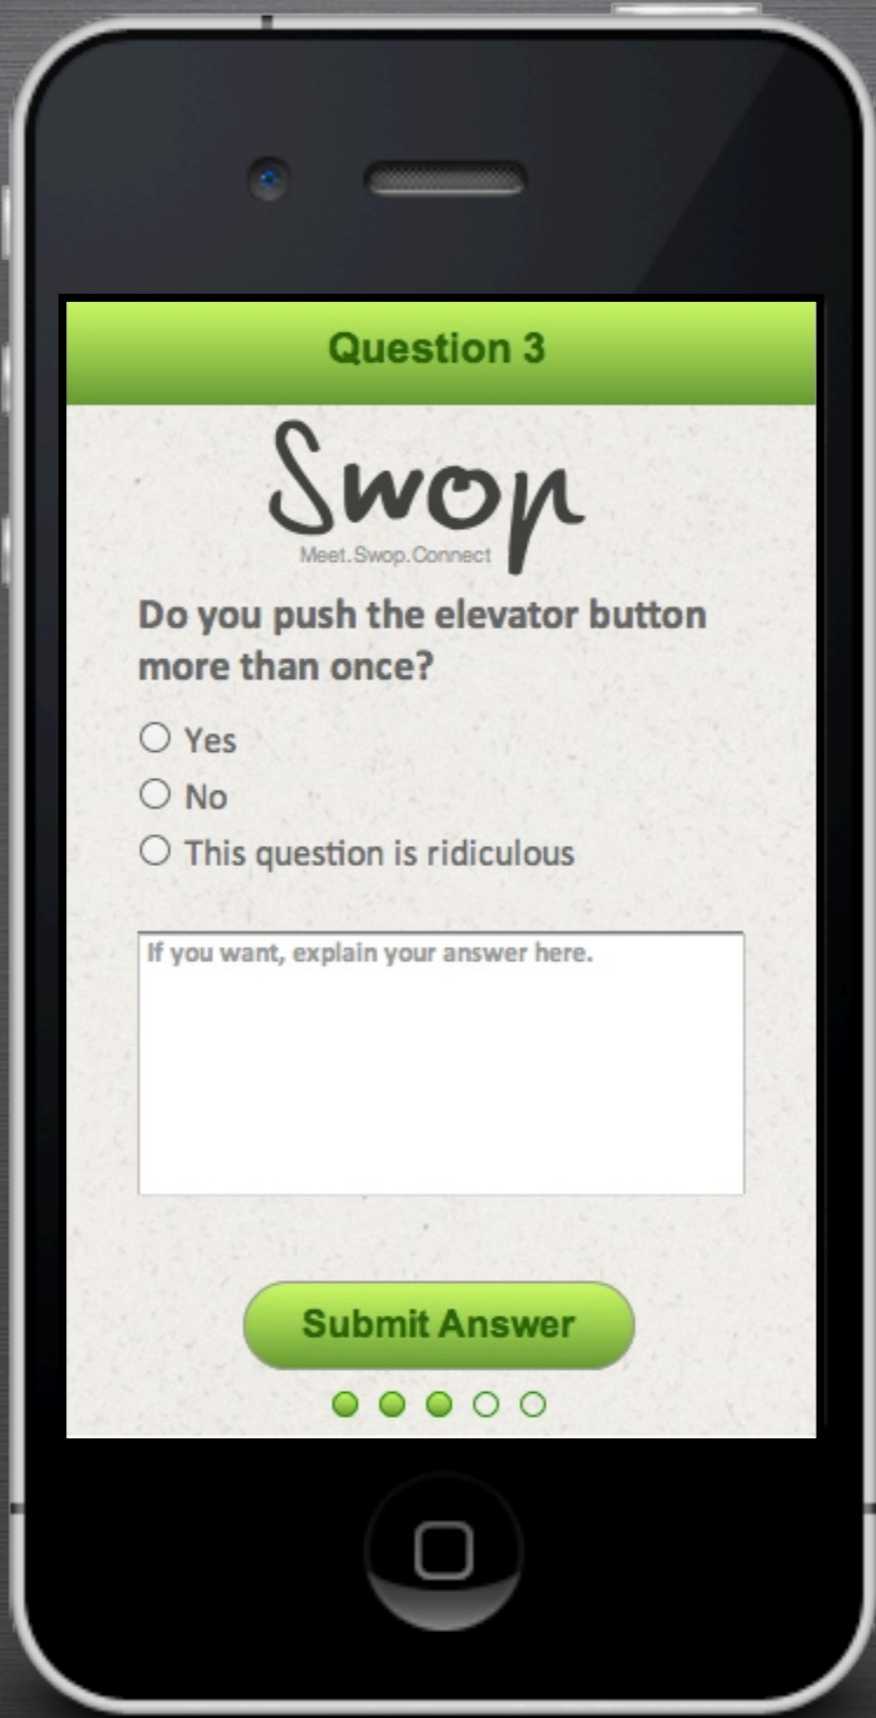 Question 3
Swop
Meet.Swop.Connect
Do you push the elevator button
more than once?
Yes
No
This question is ridiculous
If you want, explain your answer here.
Submit Answer